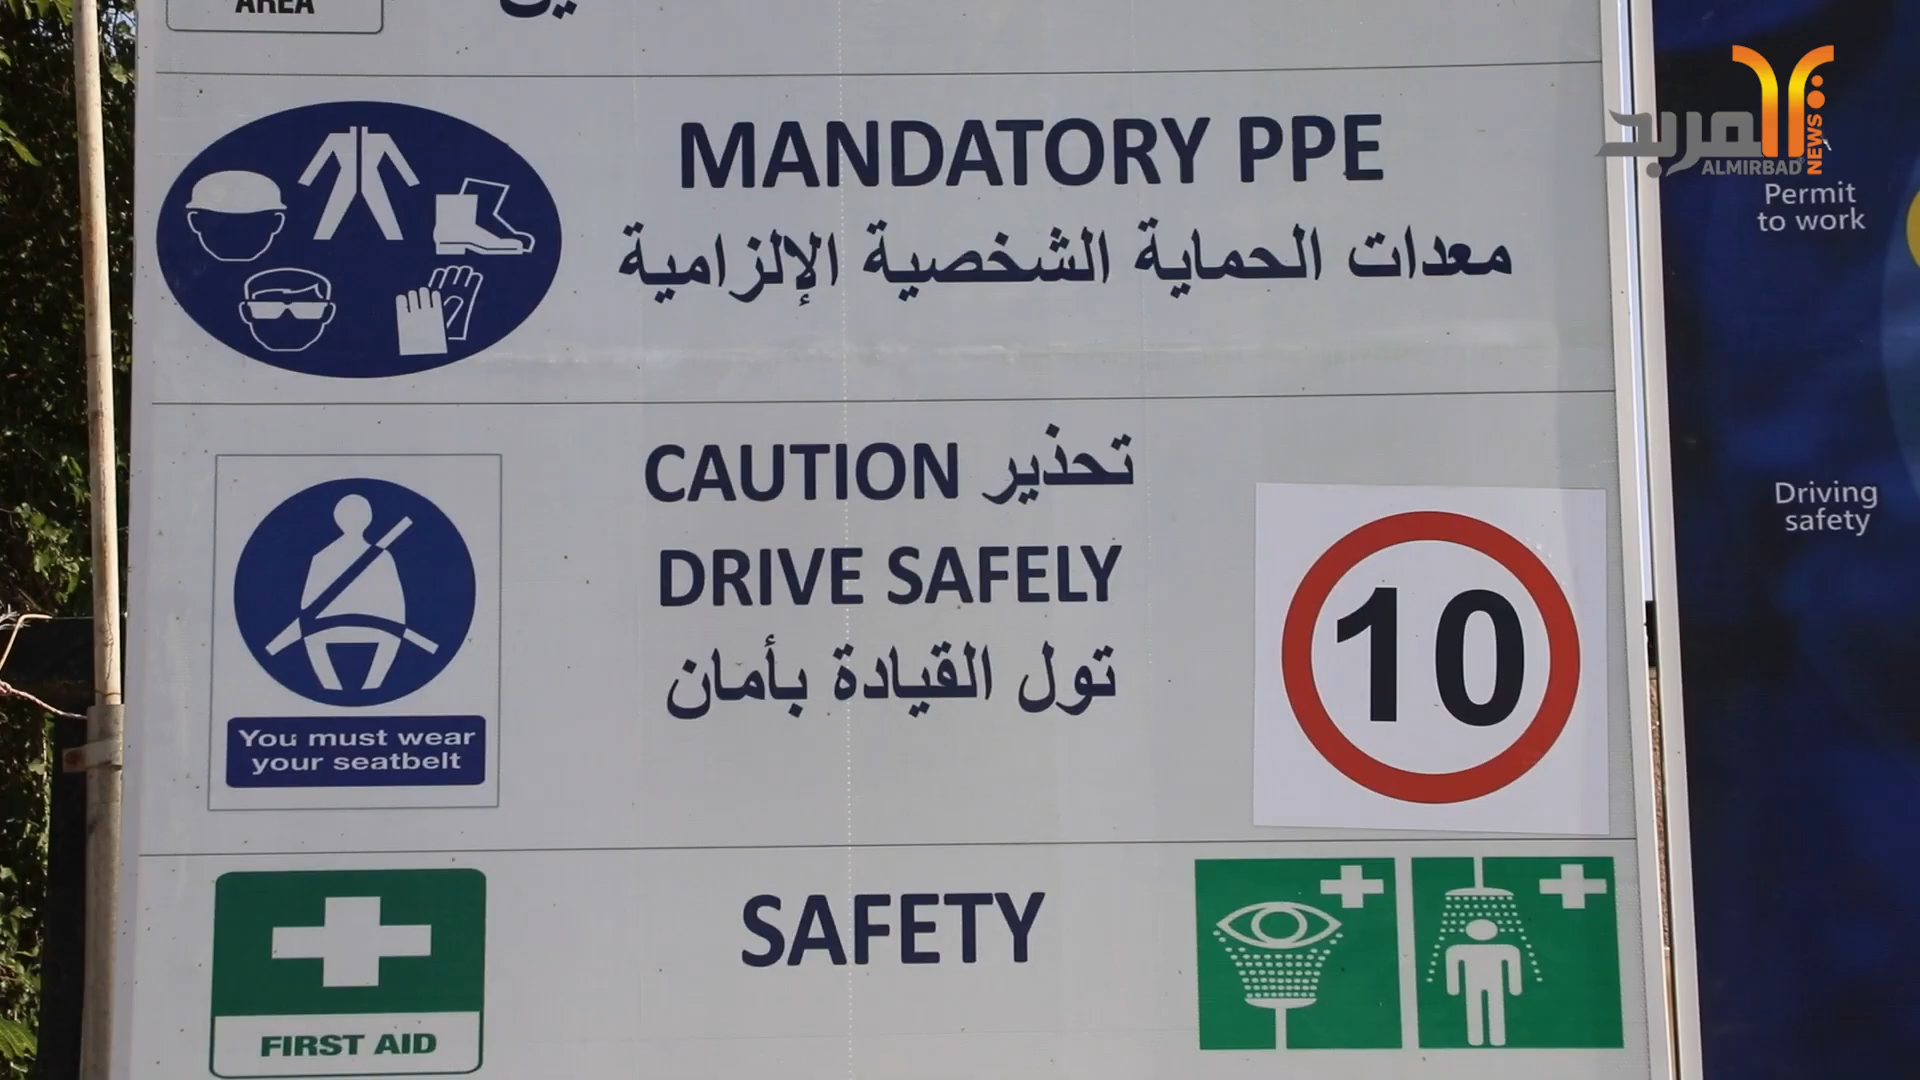 AREA
MANDATORY PPE
معدات الحماية الشخصية الإلزامية
CAUTION تحذير
DRIVE SAFELY
تول القيادة بأمان
You must wear
your seatbelt
10
SAFETY
FIRST AID
المربد
ALMIRBAD
NEWS
Permit
to work
Driving
safety